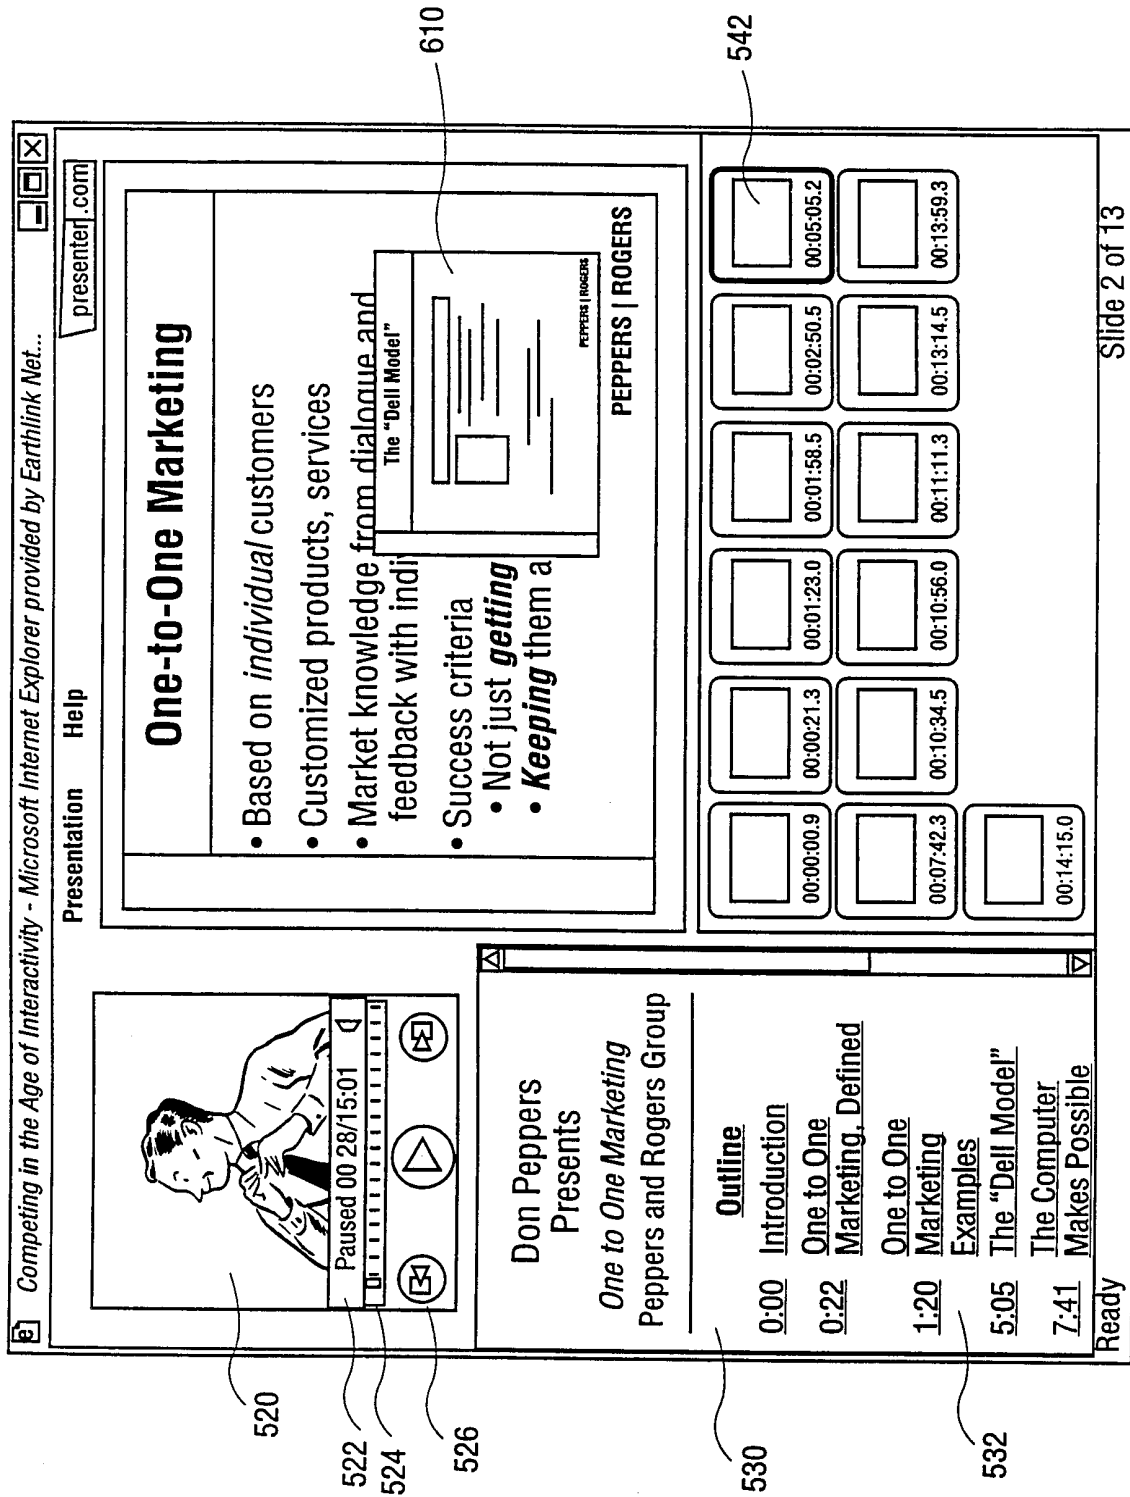 Competing in the Age of Interactivity - Microsoft Internet Explorer provided by Earthlink Net...
Presentation Help
presenter.com
Paused 00 28/15:01
Don Peppers
Presents
One to One Marketing
Peppers and Rogers Group
Outline
0:00 Introduction
0:22 One to One
Marketing, Defined
One to One
1:20 Marketing
Examples
5:05 The “Dell Model”
The Computer
7:41 Makes Possible
Ready
One-to-One Marketing
• Based on individual customers
• Customized products, services
• Market knowledge from dialogue and
feedback with indi
• Success criteria
• Not just getting
• Keeping them a
PEPPERS | ROGERS
The “Dell Model”
PEPPERS | ROGERS
00:00:00.9 00:00:21.3 00:01:23.0 00:01:58.5 00:02:50.5 00:05:05.2
00:07:42.3 00:10:34.5 00:10:56.0 00:11:11.3 00:13:14.5 00:13:59.3
00:14:15.0
Slide 2 of 13
520
522
524
526
530
532
610
542